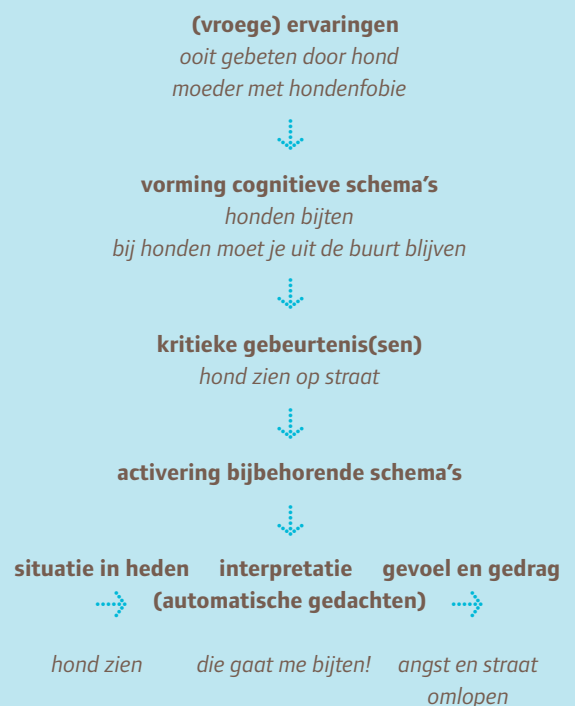 (vroege) ervaringen
ooit gebeten door hond
moeder met hondenfobie
vorming cognitieve schema's
honden bijten
bij honden moet je uit de buurt blijven
kritieke gebeurtenis(sen)
hond zien op straat
activering bijbehorende schema's
situatie in heden interpretatie gevoel en gedrag
(automatische gedachten)
hond zien die gaat me bijten! angst en straat
omlopen